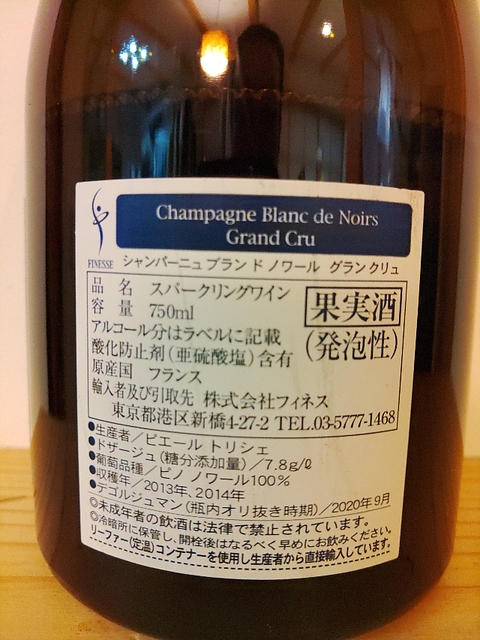 Champagne Blanc de Noirs
Grand Cru
FINESSE
シャンパーニュ ブラン ド ノワール グラン クリュ
品名 スパークリングワイン
容量 750ml
果実酒
(発泡性)
アルコール分はラベルに記載
酸化防止剤(亜硫酸塩)含有
原産国 フランス
輸入者及び引取先 株式会社フィネス
東京都港区新橋4-27-2 TEL.03-5777-1468
●生産者/ピエール トリシェ
●ドザージュ(糖分添加量)/7.8g/ℓ
●葡萄品種/ピノ ノワール100%
●収穫年/2013年、2014年
●デゴルジュマン(瓶内オリ抜き時期)/2020年9月
◎未成年者の飲酒は法律で禁止されています。
◎冷暗所に保管し、開栓後はなるべく早めにお飲みください。
リーファー(定温)コンテナーを使用し生産者から直接輸入しています。